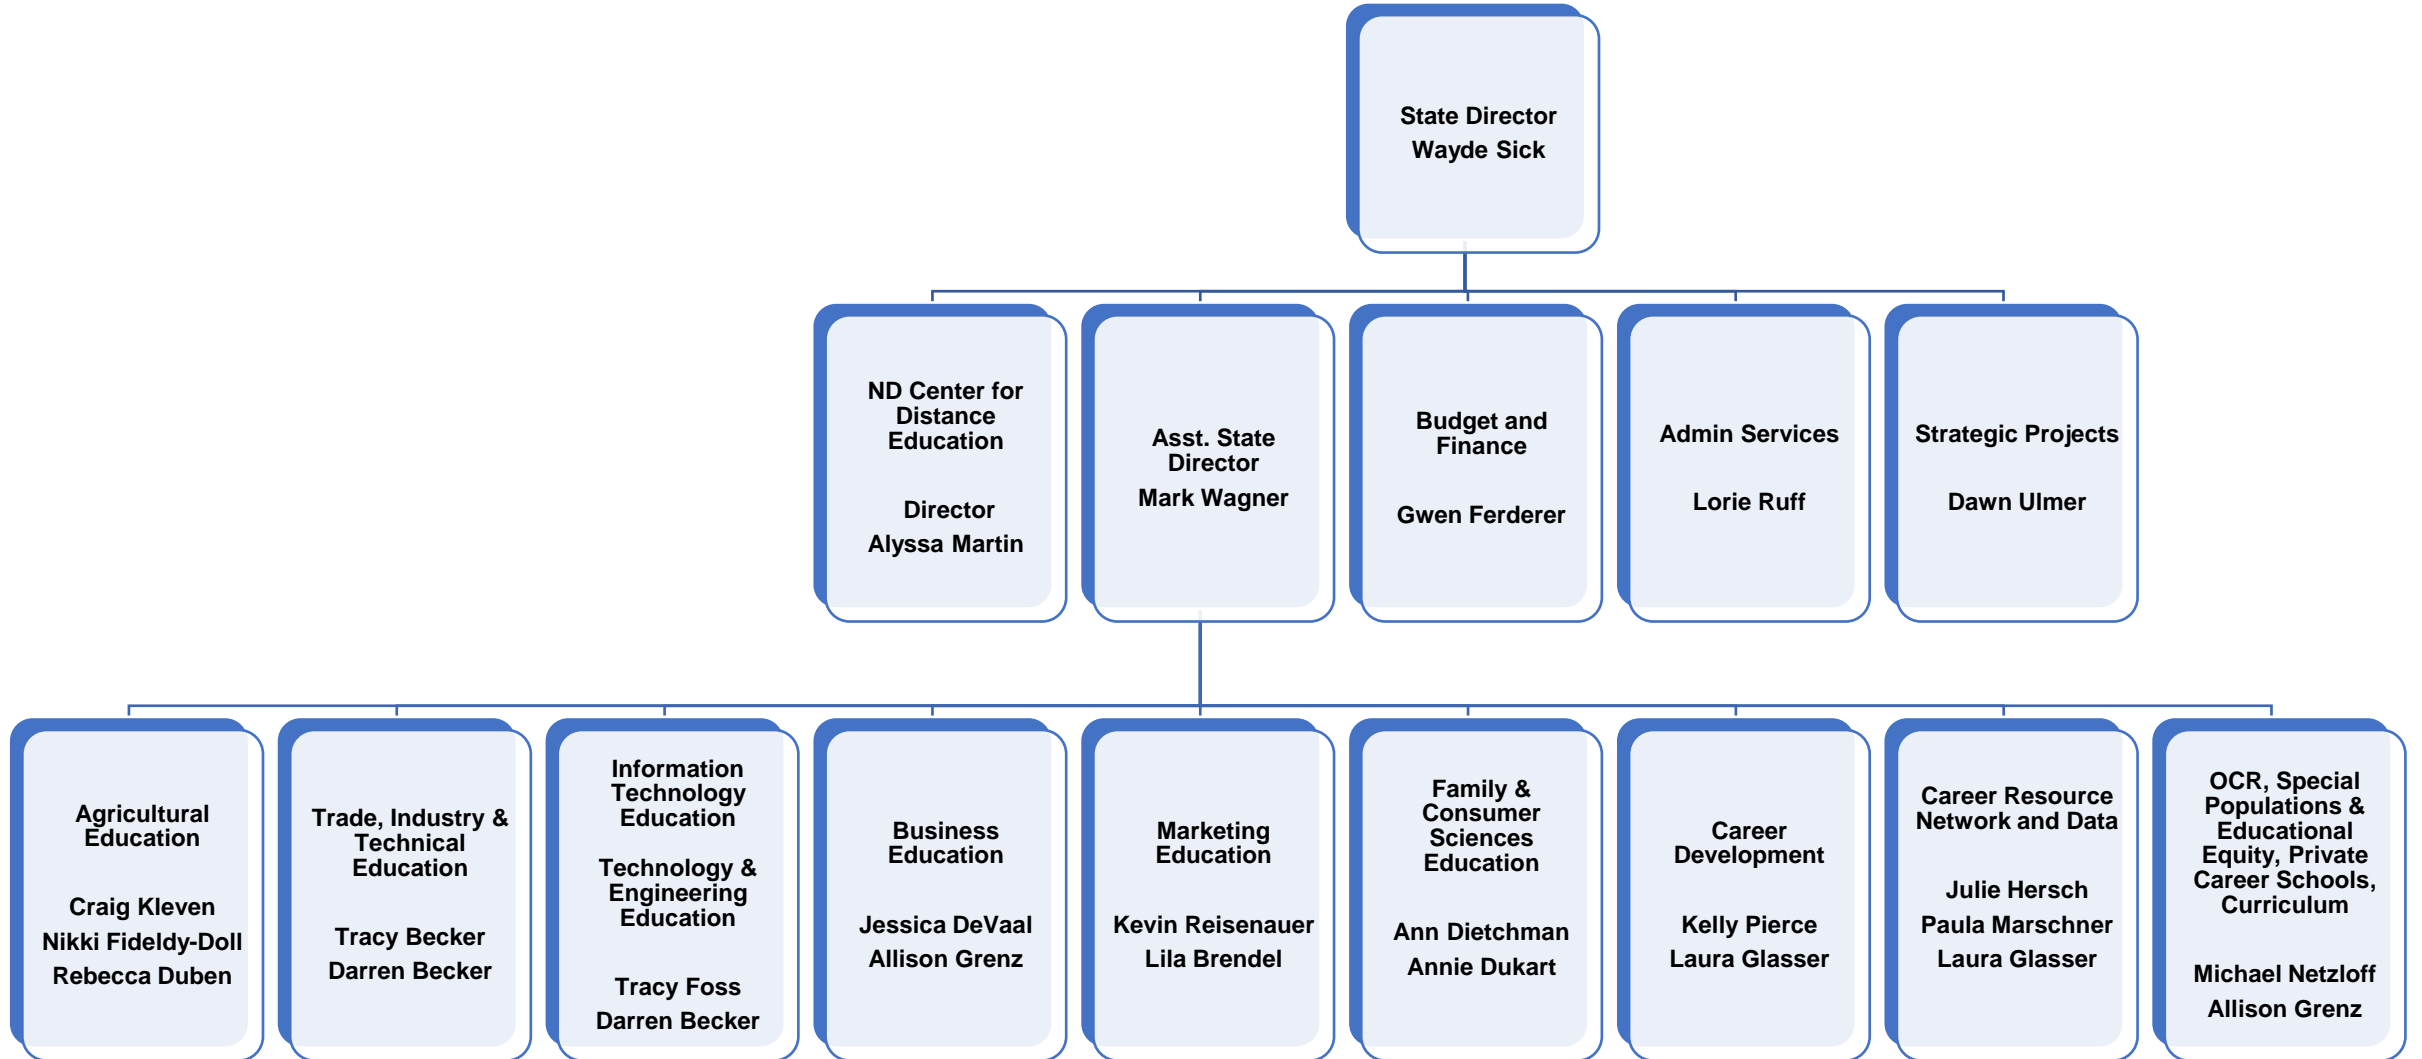 State Director
Wayde Sick
ND Center for
Distance
Education
Director
Alyssa Martin
Asst. State
Director
Mark Wagner
Budget and
Finance
Gwen Ferderer
Admin Services
Lorie Ruff
Strategic Projects
Dawn Ulmer
Agricultural
Education
Craig Kleven
Nikki Fideldy-Doll
Rebecca Duben
Trade, Industry &
Technical
Education
Tracy Becker
Darren Becker
Information
Technology
Education
Technology &
Engineering
Education
Tracy Foss
Darren Becker
Business
Education
Jessica DeVaal
Allison Grenz
Marketing
Education
Kevin Reisenauer
Lila Brendel
Family &
Consumer
Sciences
Education
Ann Dietchman
Annie Dukart
Career
Development
Kelly Pierce
Laura Glasser
Career Resource
Network and Data
Julie Hersch
Paula Marschner
Laura Glasser
OCR, Special
Populations &
Educational
Equity, Private
Career Schools,
Curriculum
Michael Netzloff
Allison Grenz